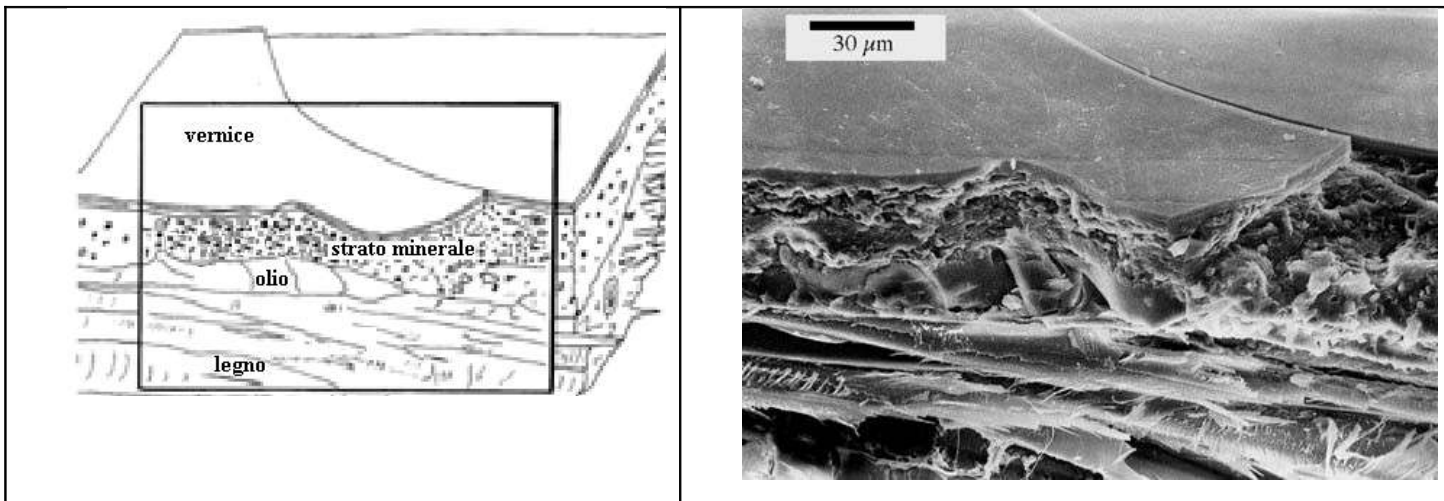 vernice
strato minerale
olio
legno
30 µm